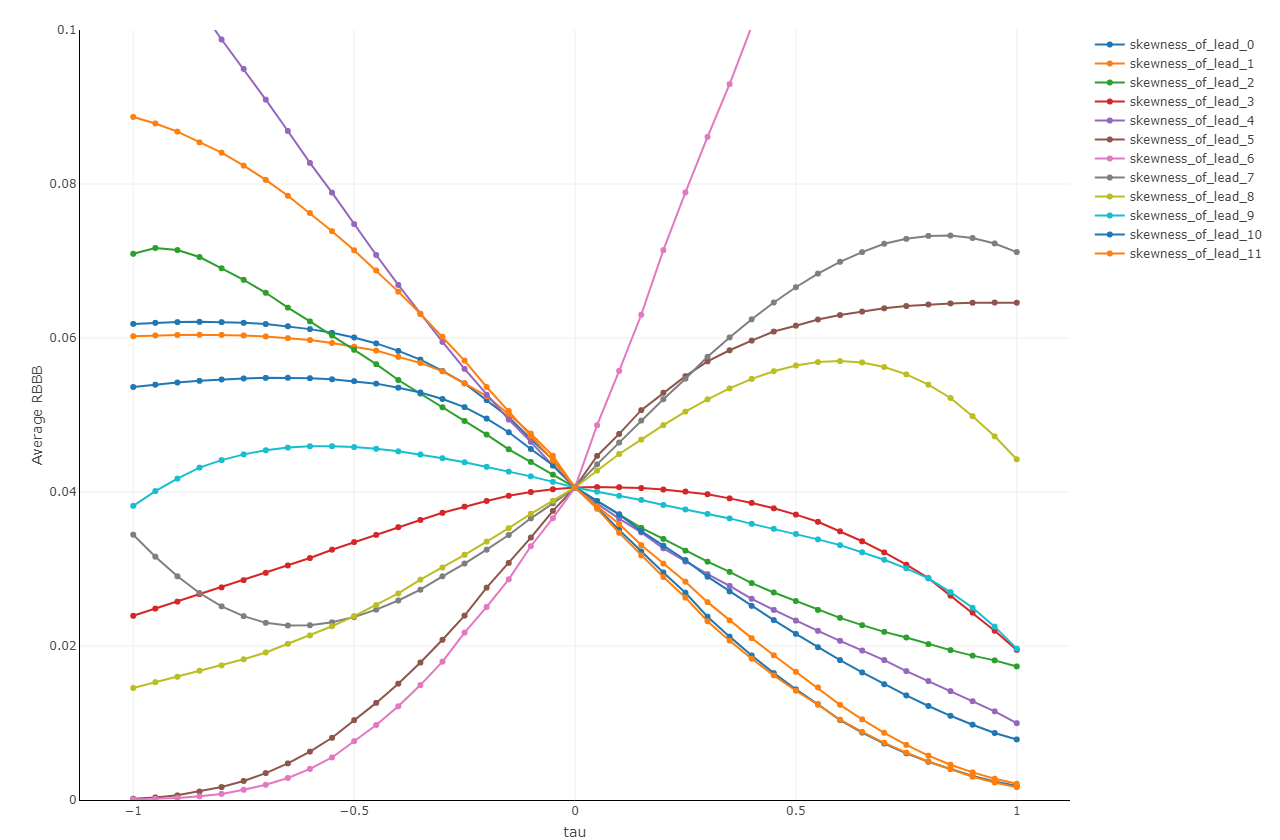 Average RBBB
0.1
0.08
0.06
0.04
0.02
0
−1
−0.5
0
0.5
1
tau
skewness_of_lead_0
skewness_of_lead_1
skewness_of_lead_2
skewness_of_lead_3
skewness_of_lead_4
skewness_of_lead_5
skewness_of_lead_6
skewness_of_lead_7
skewness_of_lead_8
skewness_of_lead_9
skewness_of_lead_10
skewness_of_lead_11